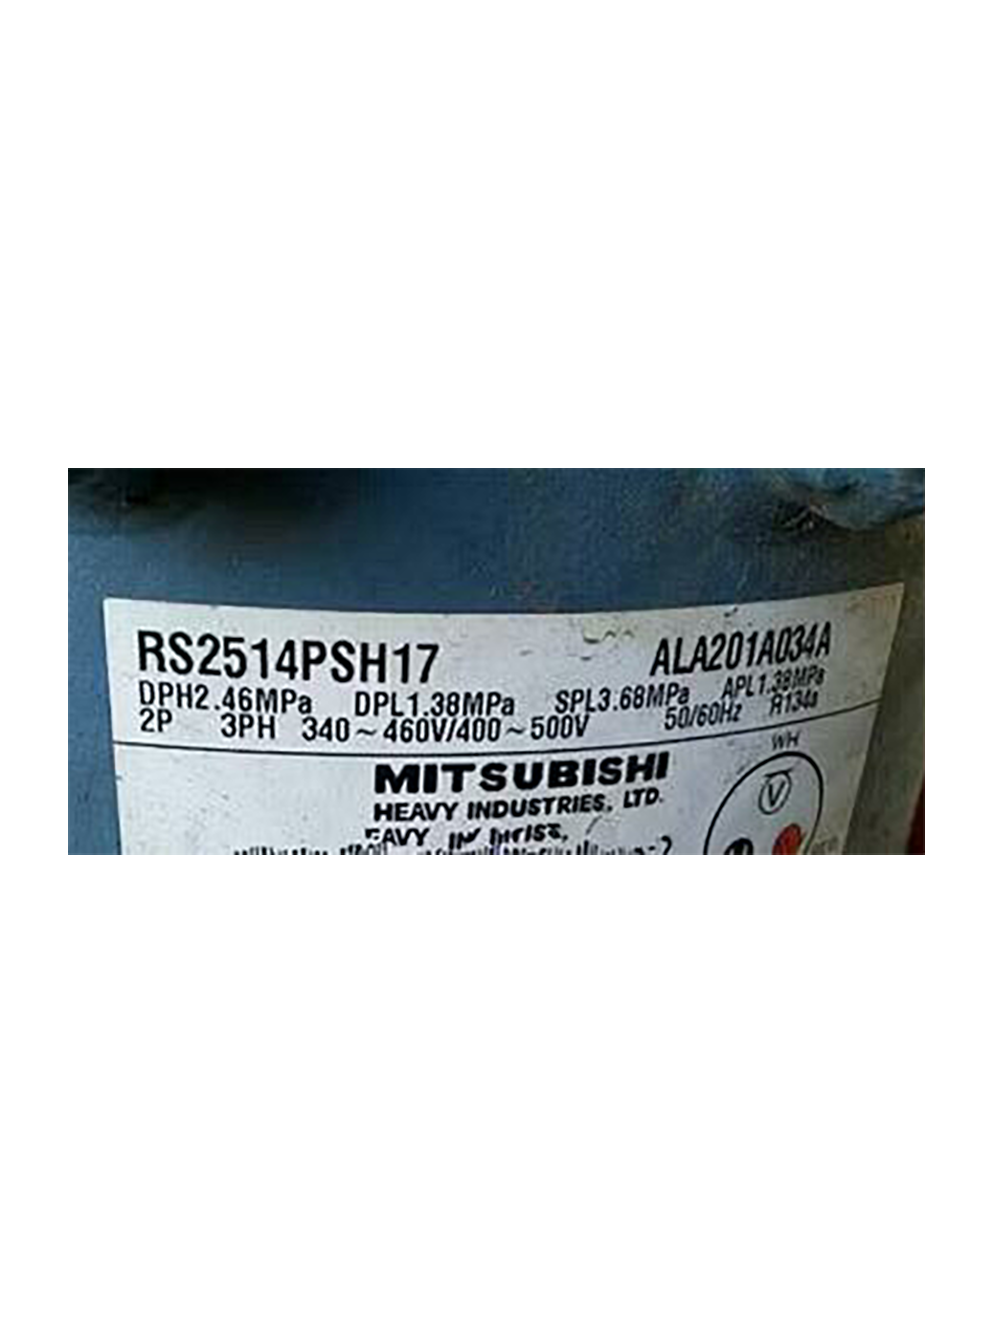 RS2514PSH17 ALA201A034A
DPH2.46MPa DPL1.38MPa SPL3.68MPa APL1.38MPa
2P 3PH 340~460V/400~500V 50/60Hz R134a
WH
MITSUBISHI
V
HEAVY INDUSTRIES, LTD.